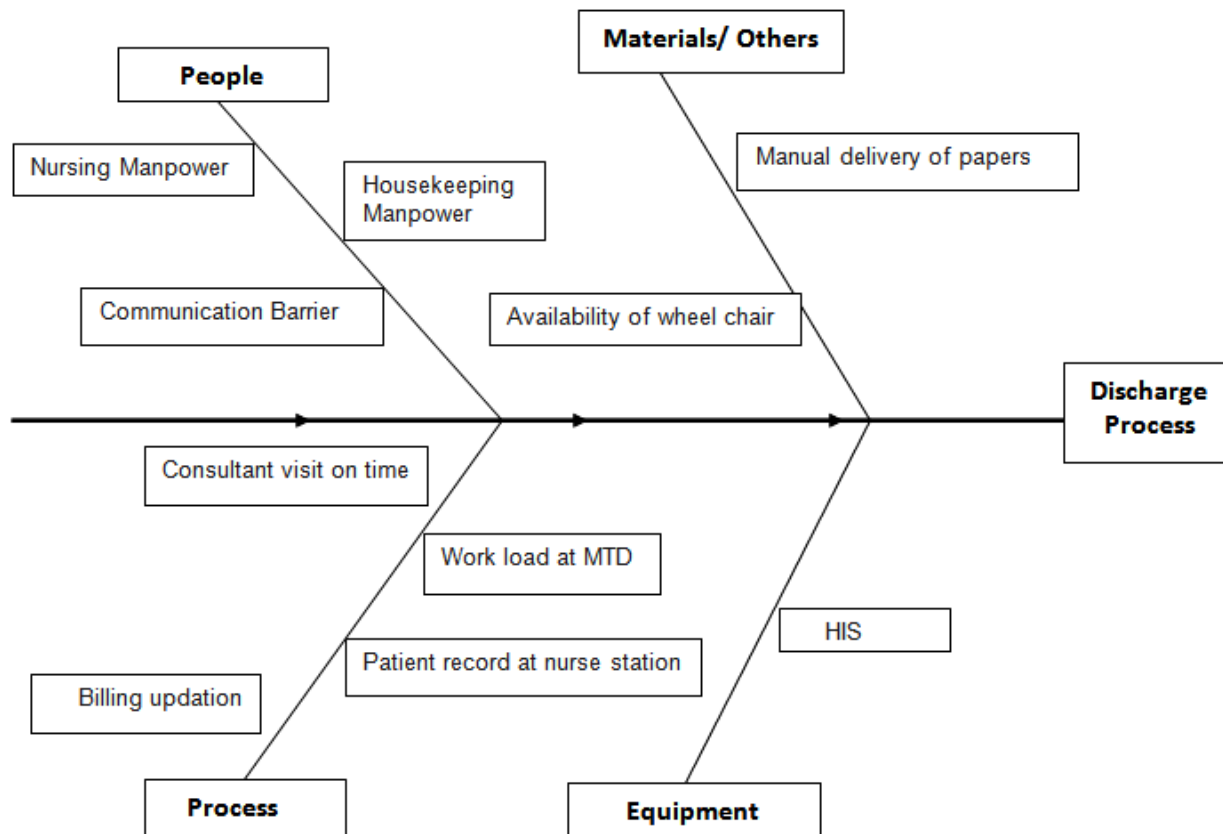 Materials/ Others
People
Manual delivery of papers
Nursing Manpower
Housekeeping
Manpower
Communication Barrier
Availability of wheel chair
Discharge
Process
Consultant visit on time
Work load at MTD
HIS
Patient record at nurse station
Billing updation
Process
Equipment